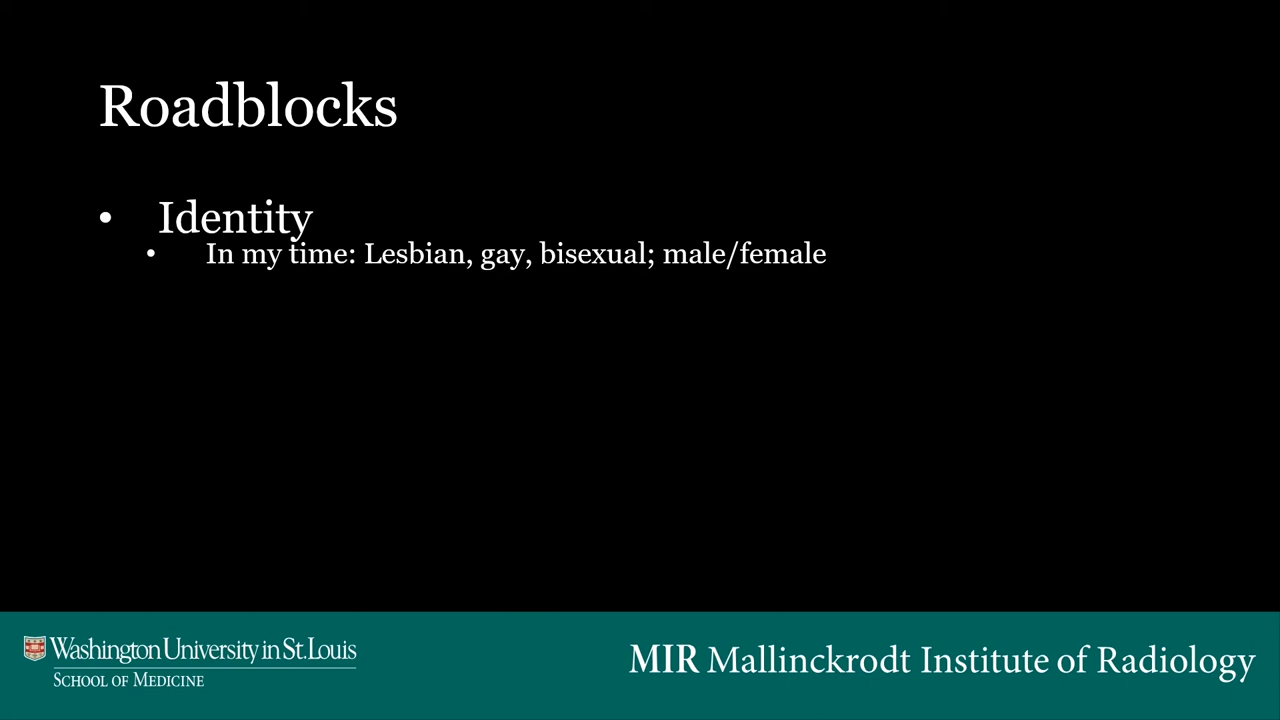 Roadblocks
• Identity
• In my time: Lesbian, gay, bisexual; male/female
Washington University in St. Louis
SCHOOL OF MEDICINE
MIR Mallinckrodt Institute of Radiology